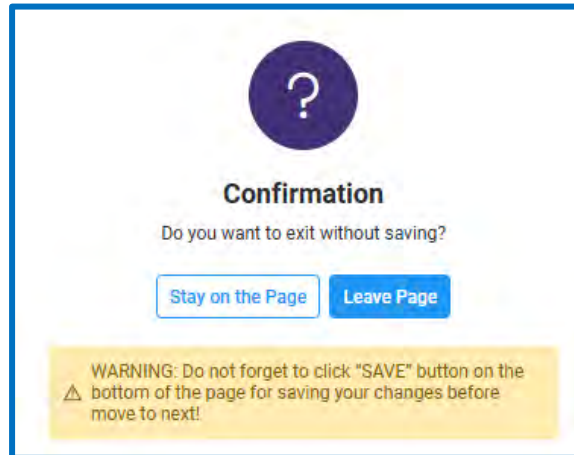 ?
Confirmation
Do you want to exit without saving?
Stay on the Page Leave Page
WARNING: Do not forget to click "SAVE" button on the
bottom of the page for saving your changes before
move to next!